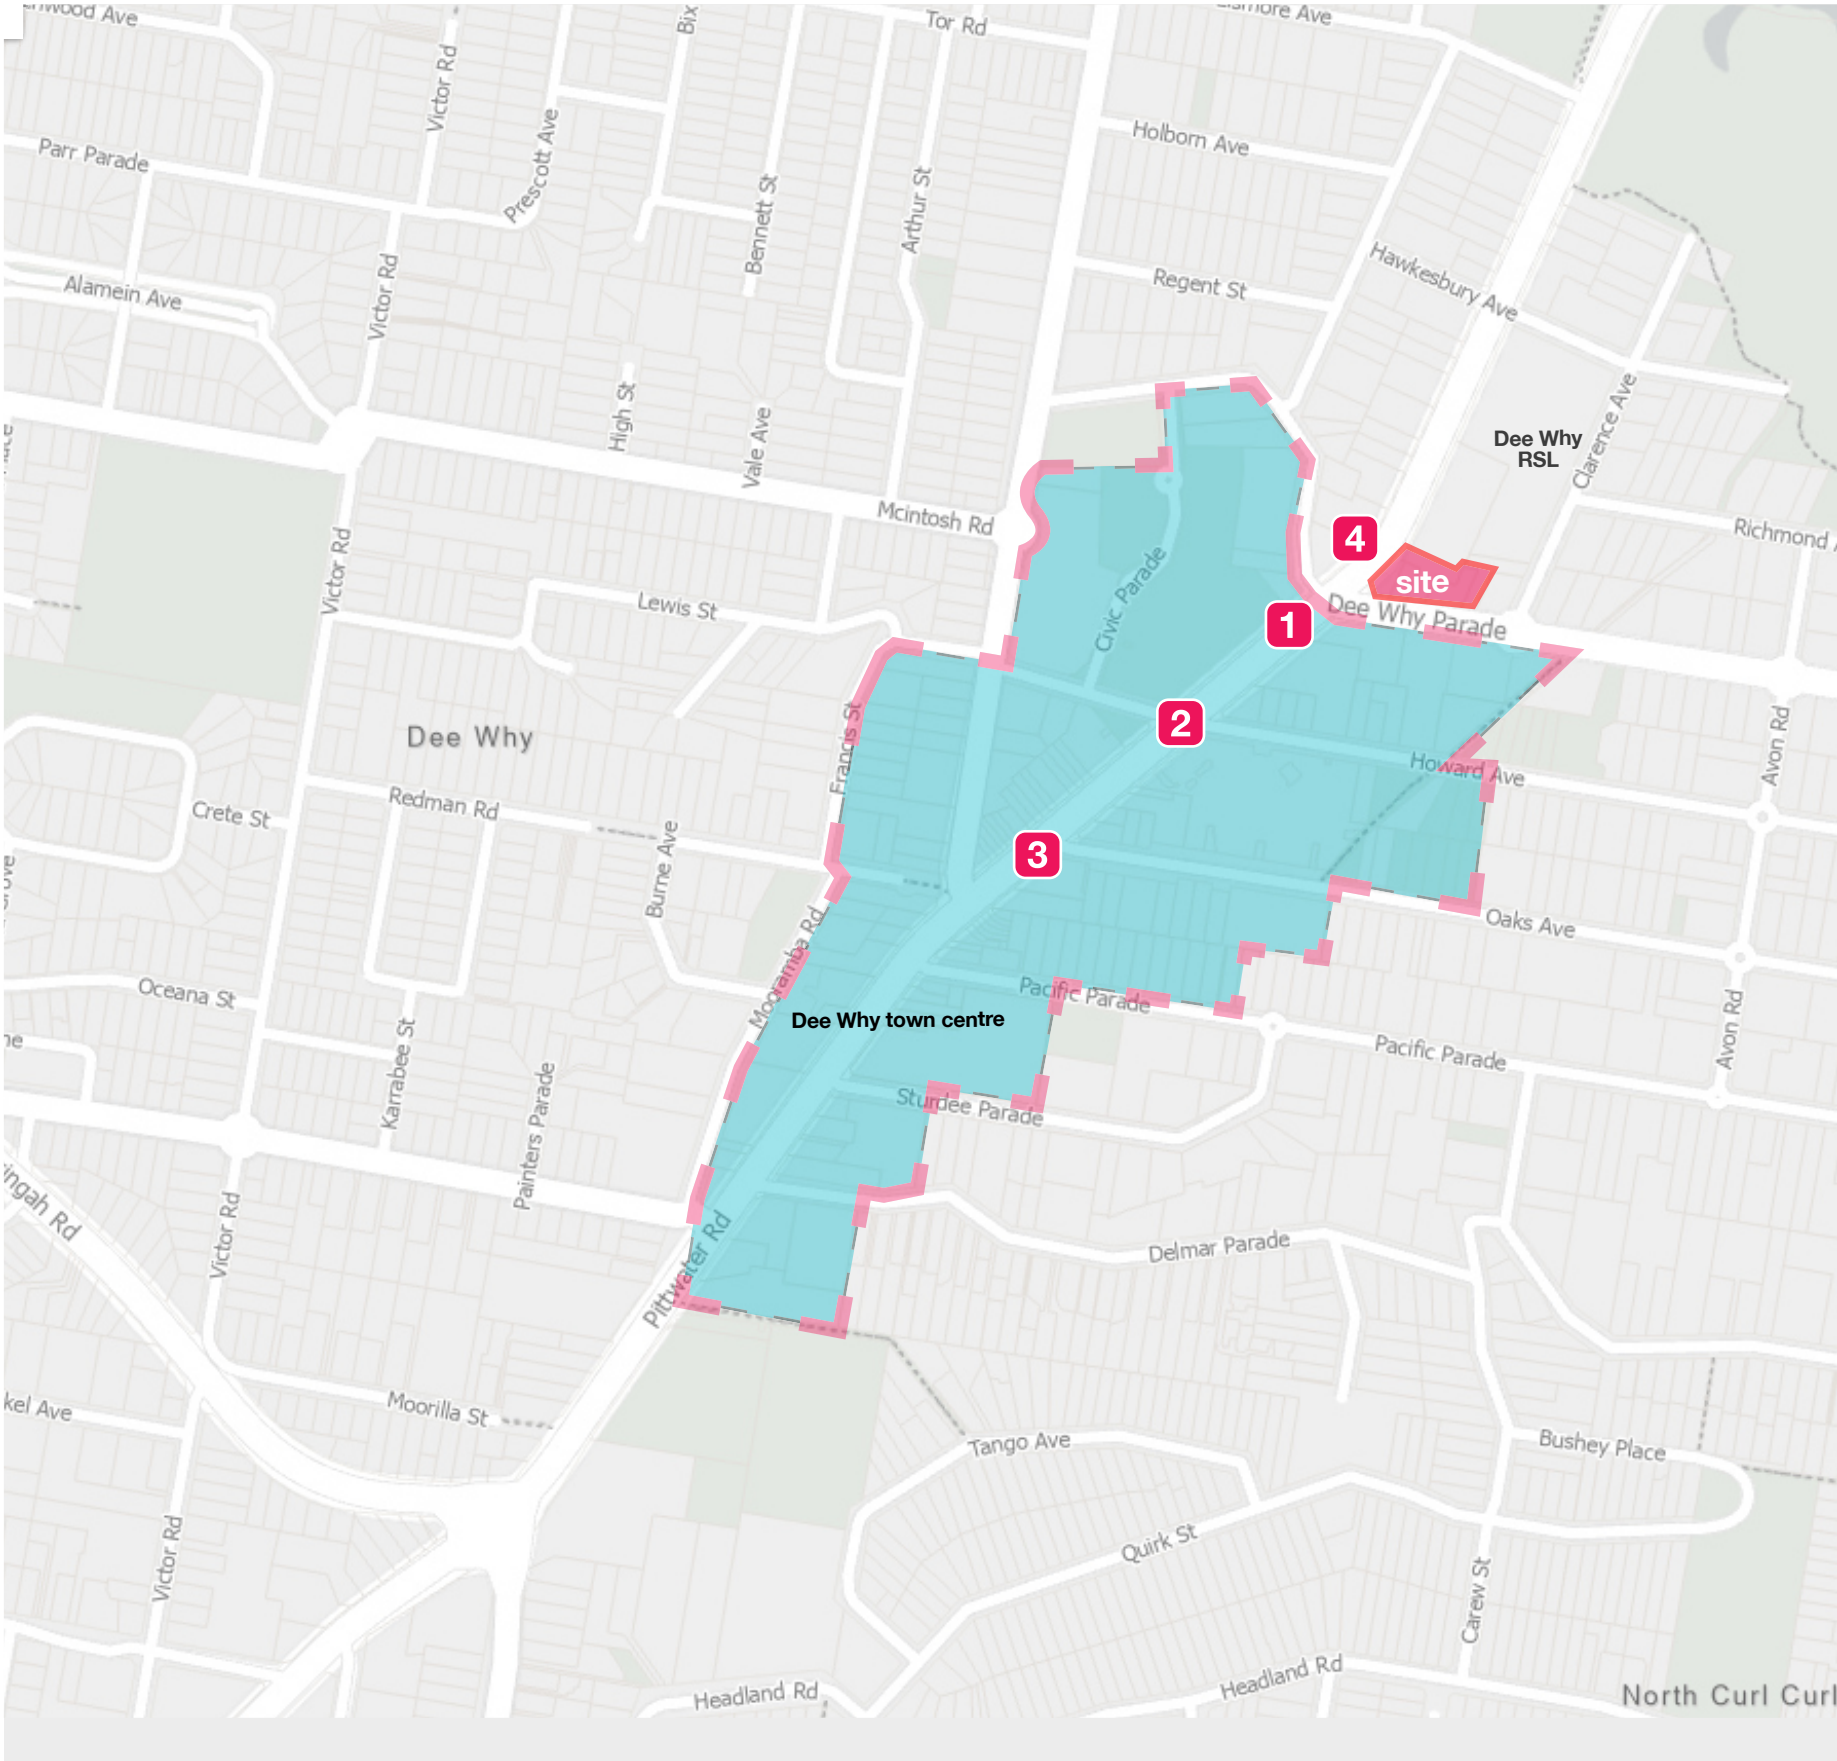 Tor Rd
Victor Rd
Holborn Ave
Parr Parade
Prescott Ave
Bennett St
Arthur St
Hawkesbury Ave
Regent St
Alamein Ave
Victor Rd
High St
Vale Ave
Clarence Ave
Dee Why
RSL
Mcintosh Rd
Richmond
4
site
Victor Rd
Lewis St
Civic Parade
Dee Why Parade
1
Dee Why
Francis St
2
Howard Ave
Avon Rd
Redman Rd
Crete St
Burne Ave
3
Oaks Ave
Mooramba Rd
Oceana St
Pacific Parade
Dee Why town centre
Avon Rd
Karrabee St
Pacific Parade
Painters Parade
Sturdee Parade
Victor Rd
Pittwater Rd
Delmar Parade
Moorilla St
Tango Ave
Bushey Place
Quirk St
Victor Rd
Carew St
Headland Rd
Headland Rd
North Curl Curl